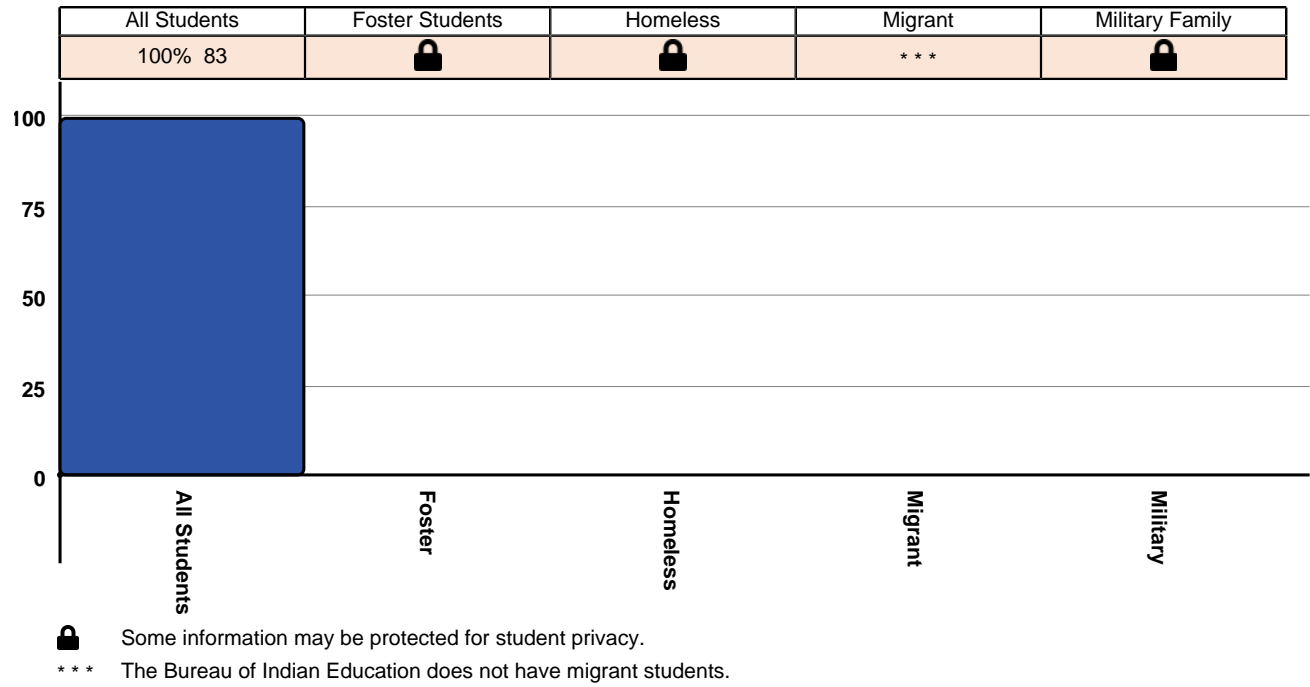 All Students Foster Students Homeless Migrant Military Family
100% 83 * * *
100
75
50
25
0
All Students Foster Homeless Migrant Military
Some information may be protected for student privacy.
* * * The Bureau of Indian Education does not have migrant students.